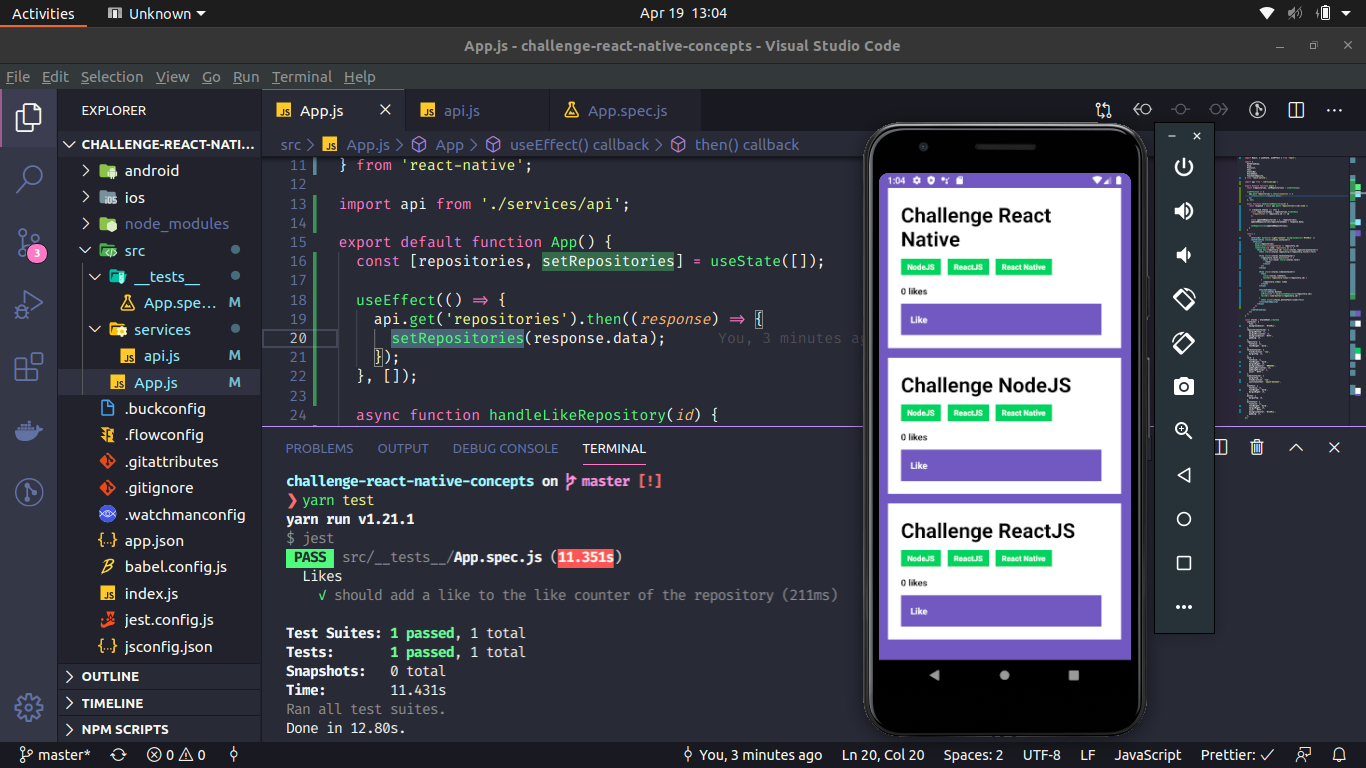 Activities
Unknown
Apr 19 13:04
App.js - challenge-react-native-concepts - Visual Studio Code
File Edit Selection View Go Run Terminal Help
EXPLORER
CHALLENGE-REACT-NATI...
android
ios
node_modules
src
__tests__
App.spe... M
services
api.js M
App.js M
.buckconfig
.flowconfig
.gitattributes
.gitignore
.watchmanconfig
app.json
babel.config.js
index.js
jest.config.js
jsconfig.json
OUTLINE
TIMELINE
NPM SCRIPTS
3
App.js api.js App.spec.js
src > App.js > App > useEffect() callback > then() callback
11 } from 'react-native';
12
13 import api from './services/api';
14
15 export default function App() {
16 const [repositories, setRepositories] = useState([]);
17
18 useEffect(() => {
19 api.get('repositories').then((response) => {
20 setRepositories(response.data); You, 3 minutes ag
21 });
22 }, []);
23
24 async function handleLikeRepository(id) {
PROBLEMS OUTPUT DEBUG CONSOLE TERMINAL
challenge-react-native-concepts on master [!]
❯ yarn test
yarn run v1.21.1
$ jest
PASS src/__tests__/App.spec.js (11.351s)
Likes
√ should add a like to the like counter of the repository (211ms)
Test Suites: 1 passed, 1 total
Tests: 1 passed, 1 total
Snapshots: 0 total
Time: 11.431s
Ran all test suites.
Done in 12.80s.
1:04
Challenge React
Native
NodeJS ReactJS React Native
0 likes
Like
Challenge NodeJS
NodeJS ReactJS React Native
0 likes
Like
Challenge ReactJS
NodeJS ReactJS React Native
0 likes
Like
master* 0 0 You, 3 minutes ago Ln 20, Col 20 Spaces: 2 UTF-8 LF JavaScript Prettier: ✓